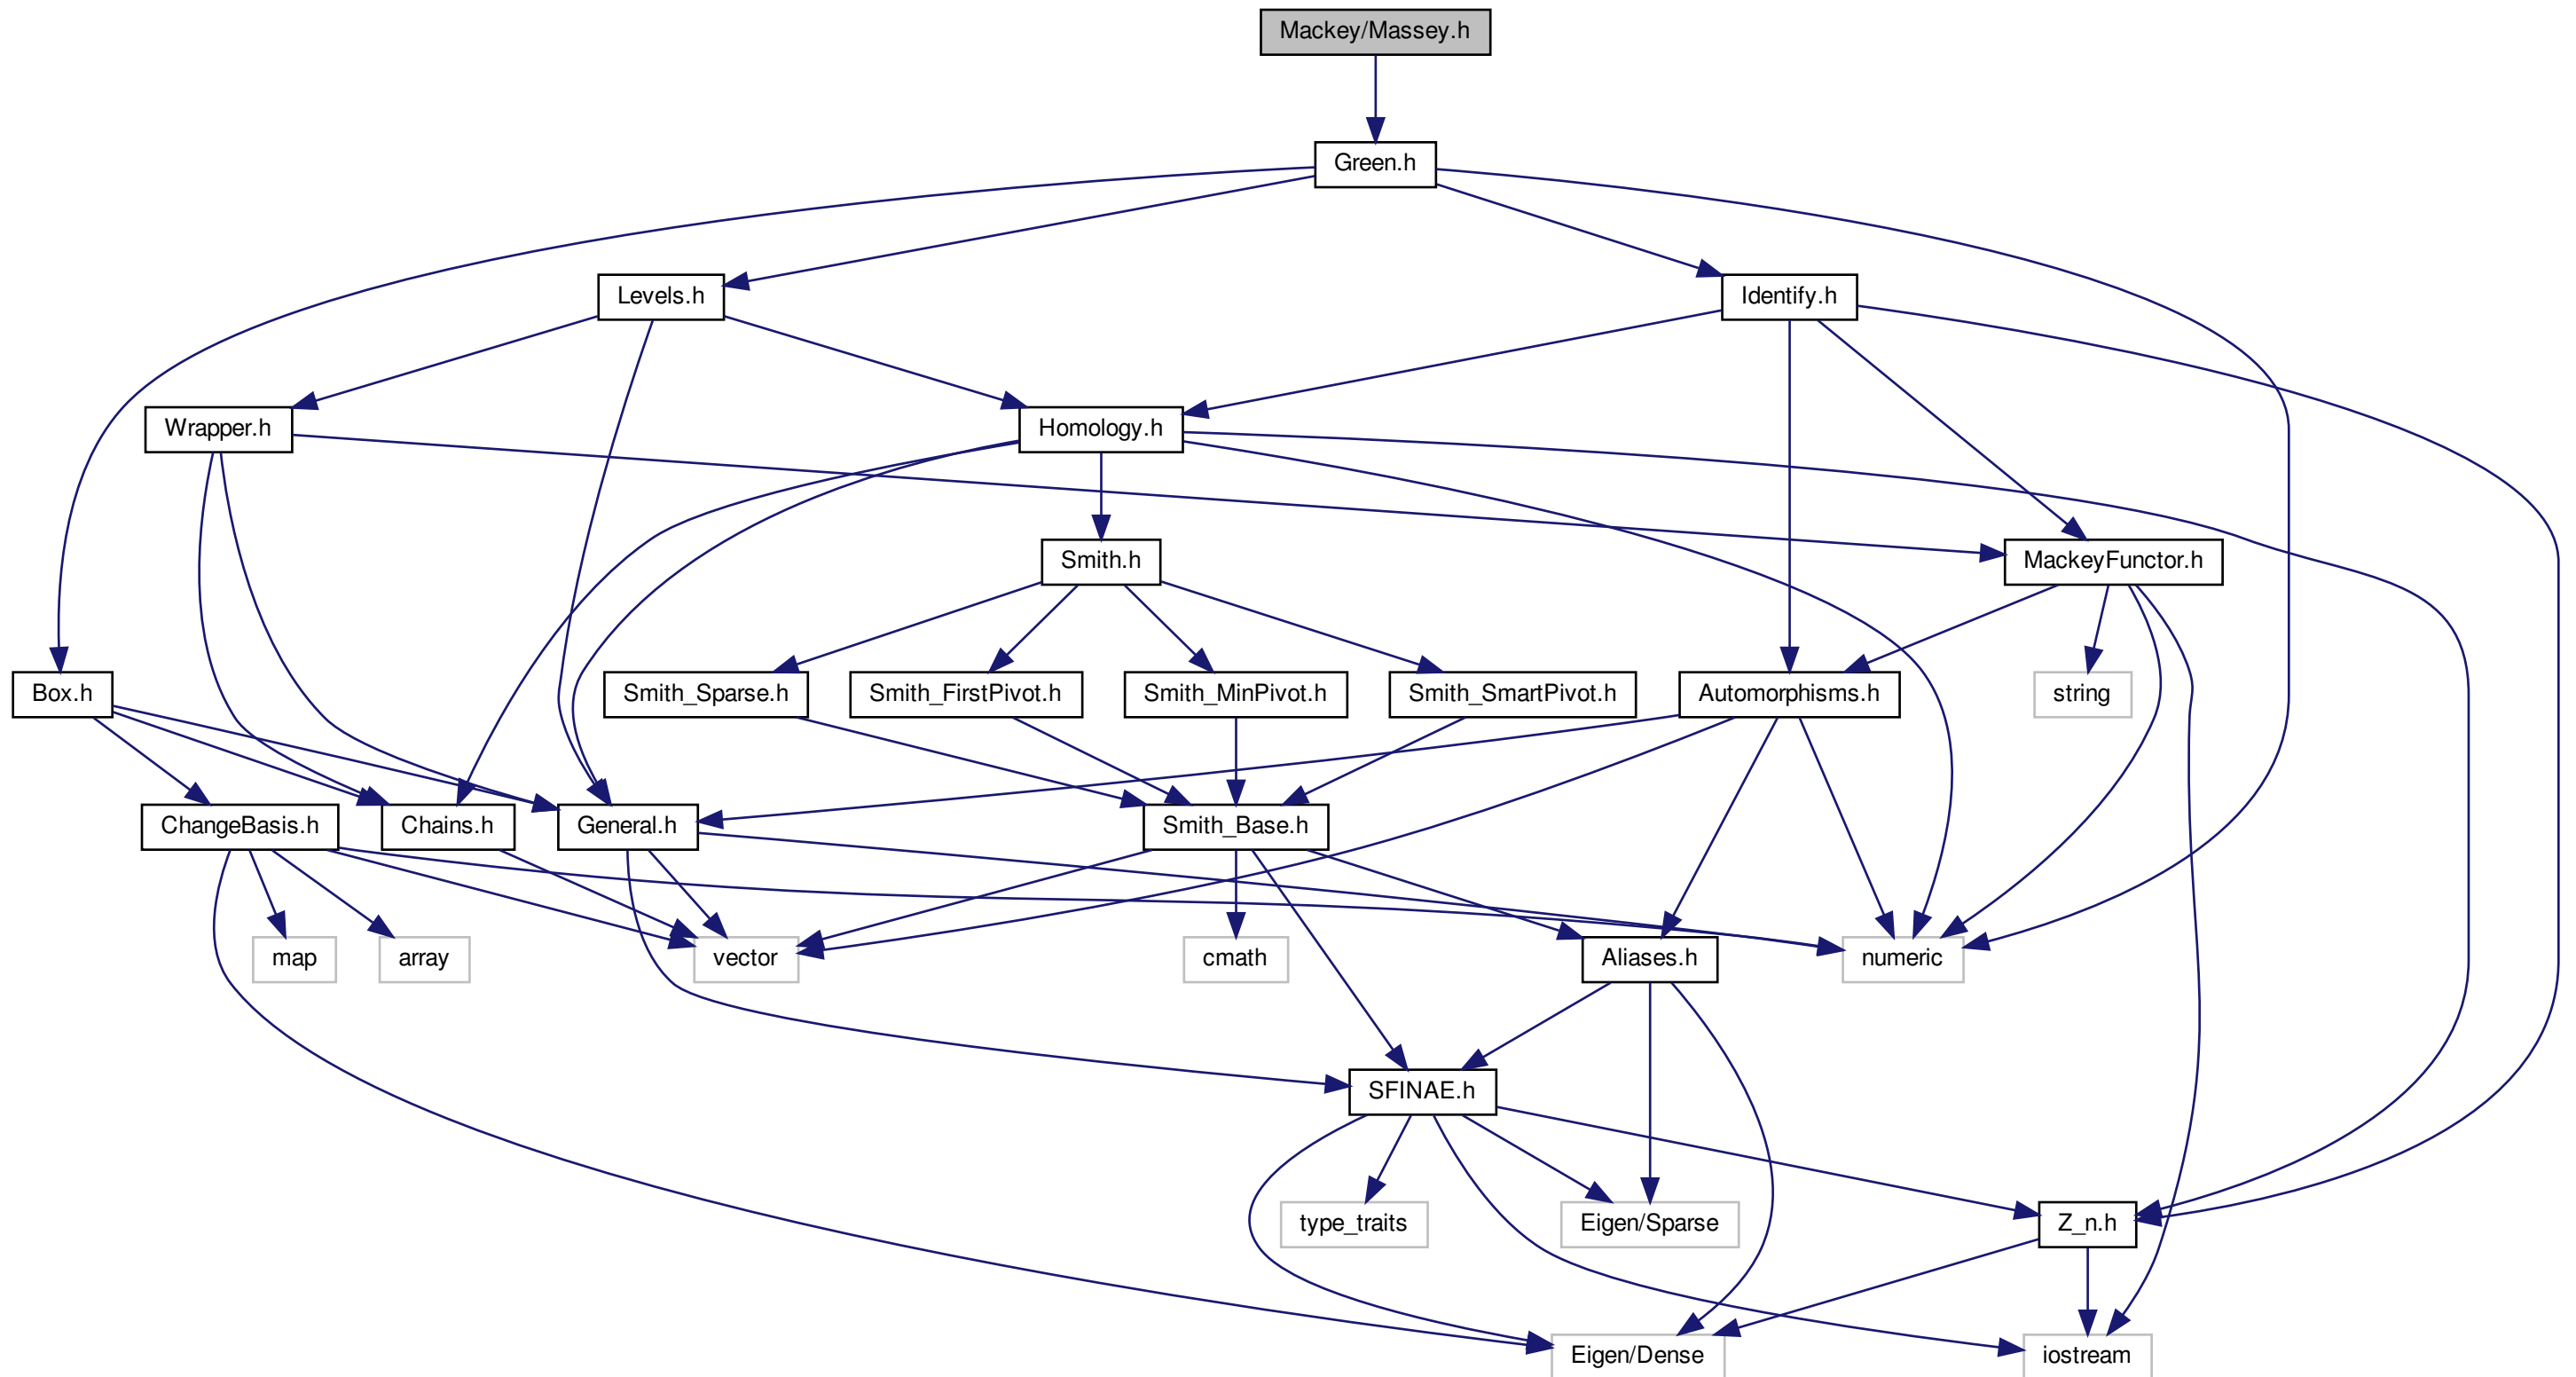 Mackey/Massey.h
Green.h
Levels.h
Identify.h
Wrapper.h
Homology.h
Smith.h
MackeyFunctor.h
Box.h
Smith_Sparse.h
Smith_FirstPivot.h
Smith_MinPivot.h
Smith_SmartPivot.h
Automorphisms.h
string
ChangeBasis.h
Chains.h
General.h
Smith_Base.h
map
array
vector
cmath
Aliases.h
numeric
SFINAE.h
type_traits
Eigen/Sparse
Z_n.h
Eigen/Dense
iostream